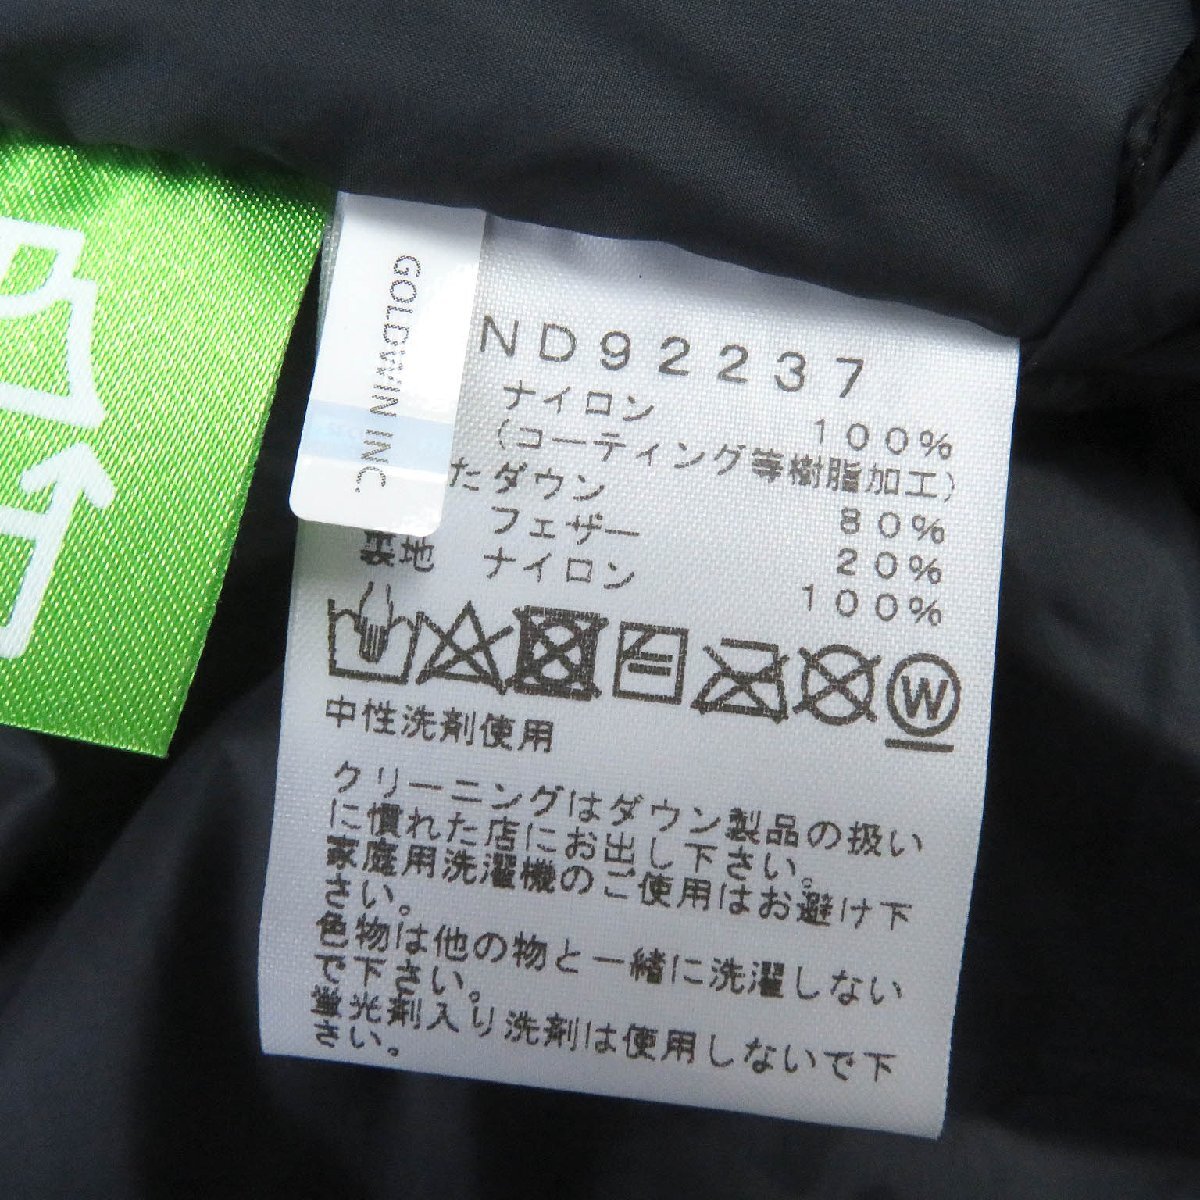 GOLDWIN INC.
ND92237
ナイロン 100%
(コーティング等樹脂加工)
たダウン 80%
フェザー 20%
裏地 ナイロン 100%
W
中性洗剤使用
クリーニングはダウン製品の扱い
に慣れた店にお出し下さい。
家庭用洗濯機のご使用はお避け下
さい。
色物は他の物と一緒に洗濯しない
で下さい。
蛍光剤入り洗剤は使用しないで下
さい。